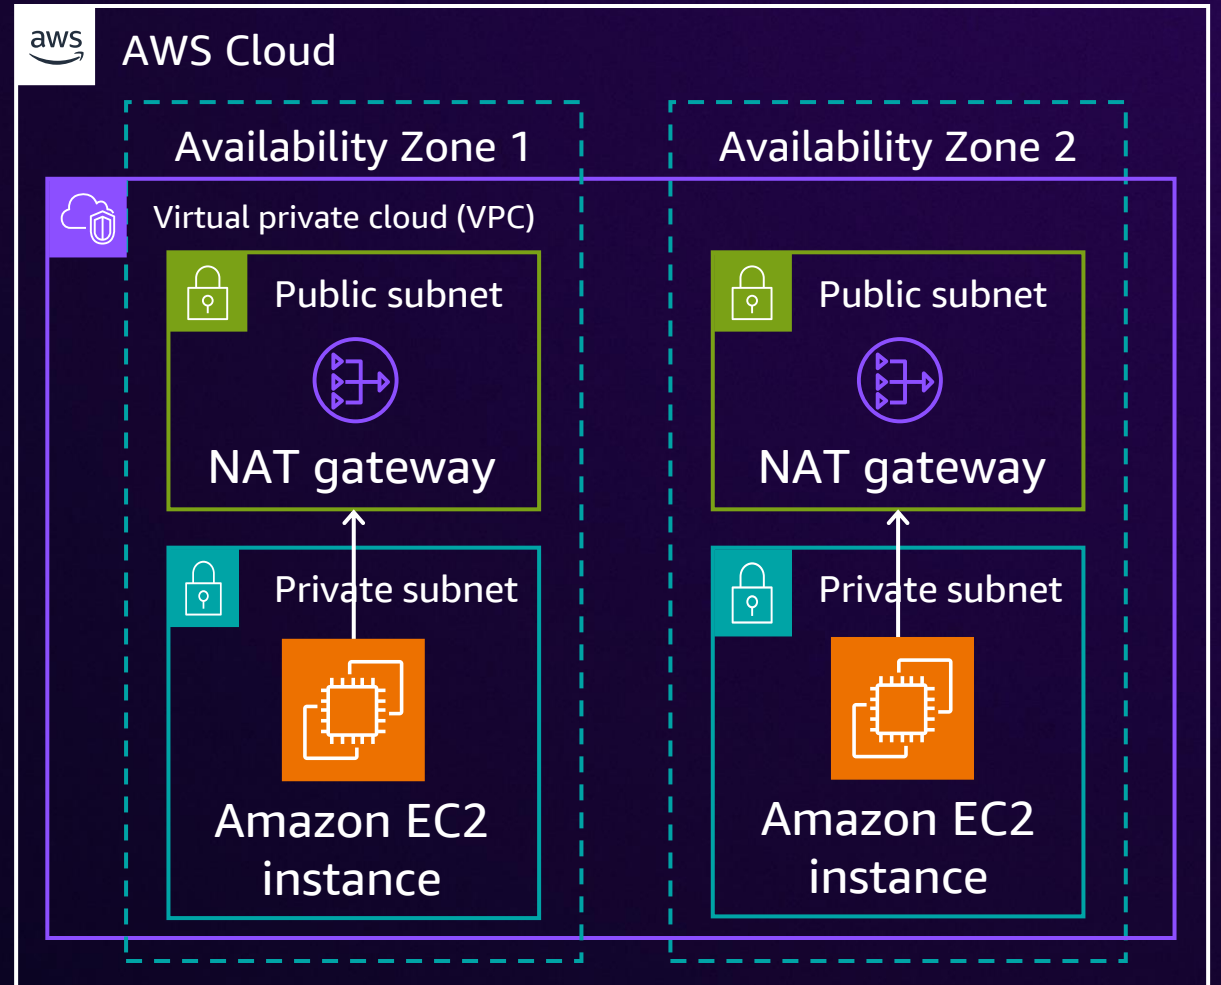 aws
AWS Cloud
Availability Zone 1
Virtual private cloud (VPC)
Public subnet
NAT gateway
Private subnet
Amazon EC2
instance
Availability Zone 2
Public subnet
NAT gateway
Private subnet
Amazon EC2
instance